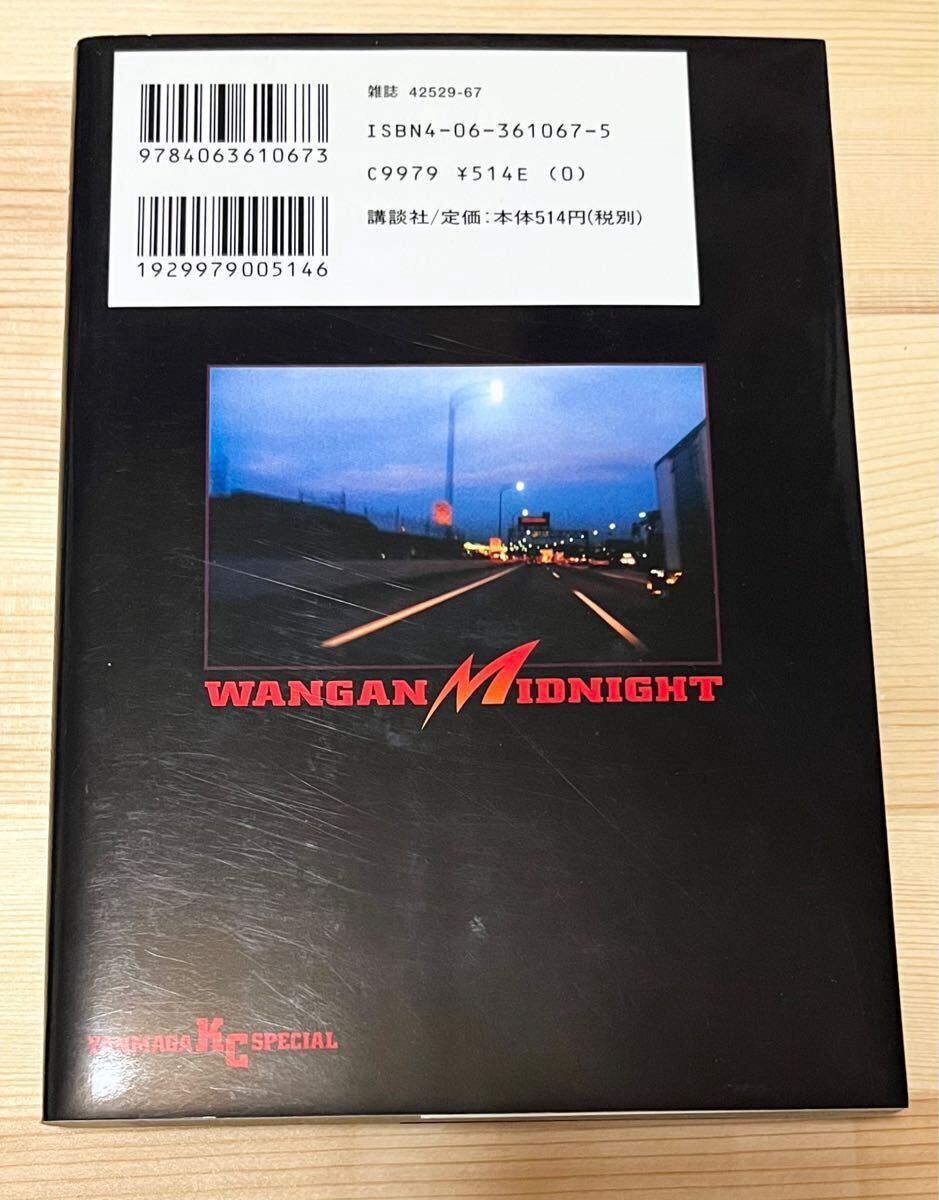 雑誌 42529-67
ISBN4-06-361067-5
9784063610673
C9979 ¥514E (0)
講談社/定価：本体514円(税別)
1929979005146
WANGAN MIDNIGHT
YANMAGA KC SPECIAL